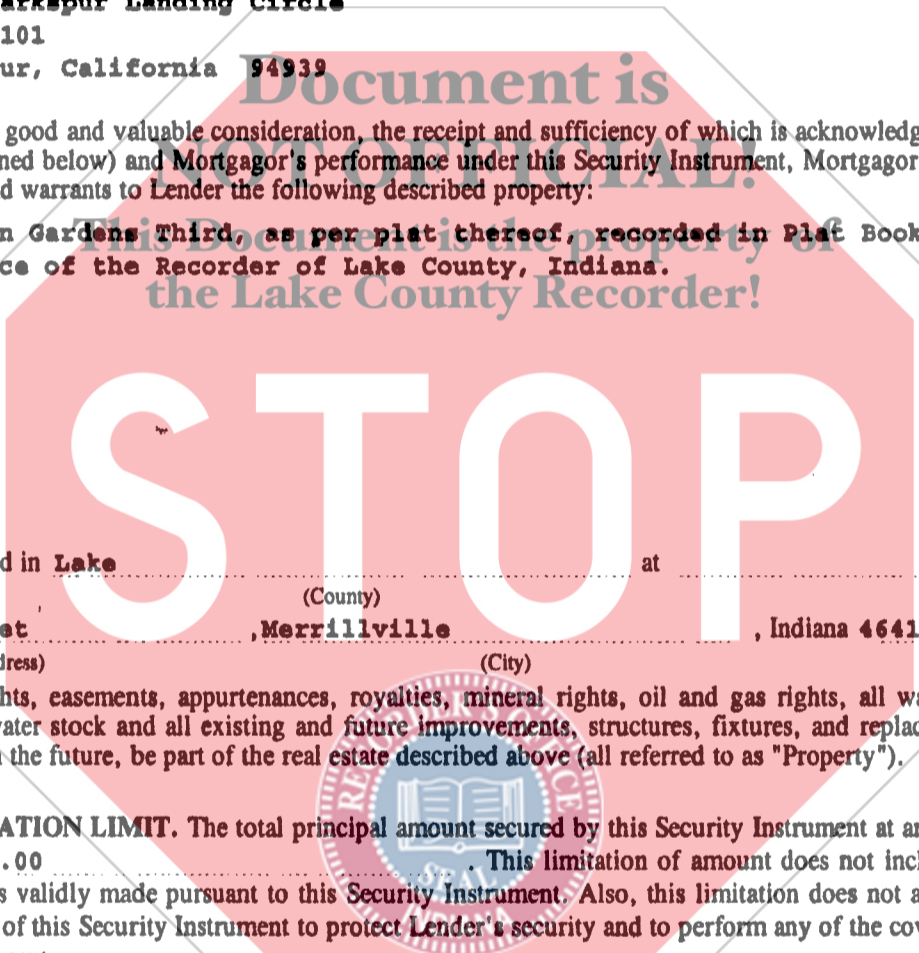 arkspur Landing Circle
101
ur, California 94939
Document is
good and valuable consideration, the receipt and sufficiency of which is acknowledg
NOT OFFICIAL!
ned below) and Mortgagor's performance under this Security Instrument, Mortgagor
d warrants to Lender the following described property:
This Document is the property of
n Gardens Third, as per plat thereof, recorded in Plat Book
ce of the Recorder of Lake County, Indiana.
the Lake County Recorder!
STOP
d in Lake at
(County)
et ,Merrillville , Indiana 4641
dress) (City)
hts, easements, appurtenances, royalties, mineral rights, oil and gas rights, all wa
ater stock and all existing and future improvements, structures, fixtures, and replac
the future, be part of the real estate described above (all referred to as "Property").
RECORDER'S OFFICE
ATION LIMIT. The total principal amount secured by this Security Instrument at an
.00 . This limitation of amount does not incl
SEAL
s validly made pursuant to this Security Instrument. Also, this limitation does not a
INDIANA
of this Security Instrument to protect Lender's security and to perform any of the cov